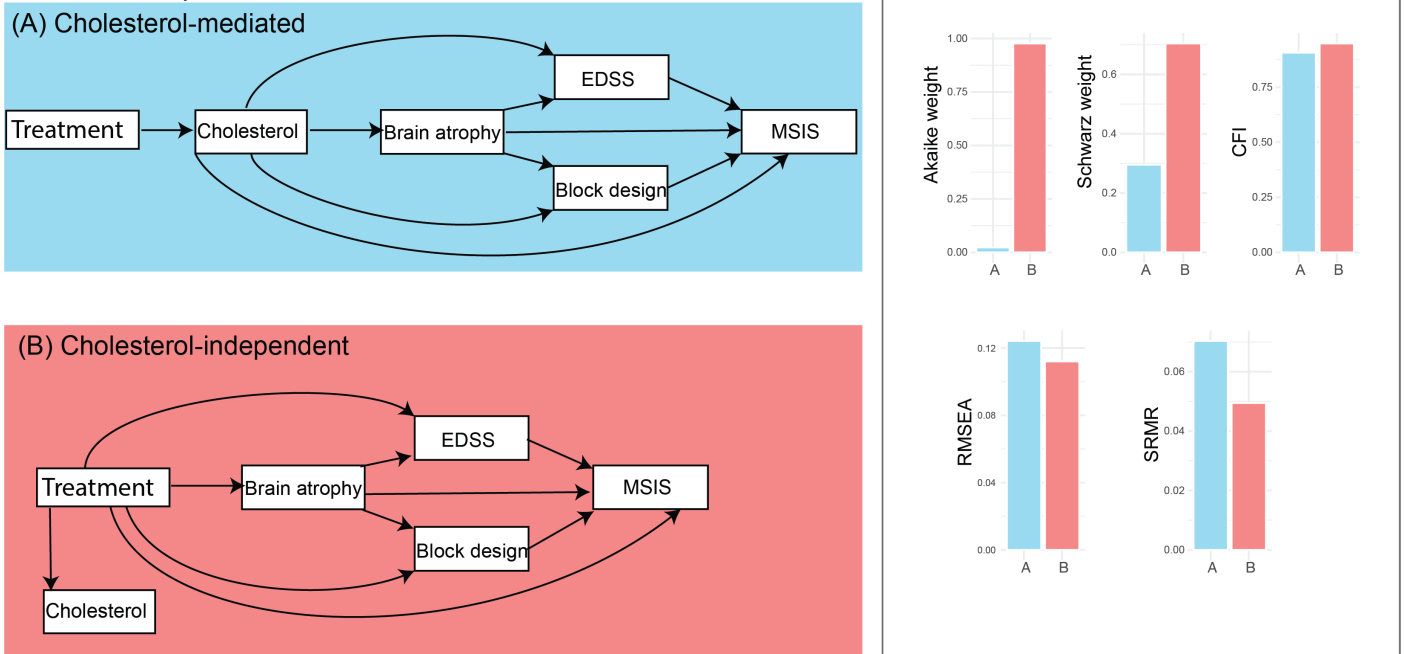 (A) Cholesterol-mediated
EDSS
Treatment
Cholesterol
Brain atrophy
MSIS
Block design
(B) Cholesterol-independent
EDSS
Treatment
Brain atrophy
MSIS
Block design
Cholesterol
Akaike weight
1.00
0.75
0.50
0.25
0.00
A B
Schwarz weight
0.6
0.4
0.2
0.0
A B
CFI
0.75
0.50
0.25
0.00
A B
RMSEA
0.12
0.08
0.04
0.00
A B
SRMR
0.06
0.04
0.02
0.00
A B